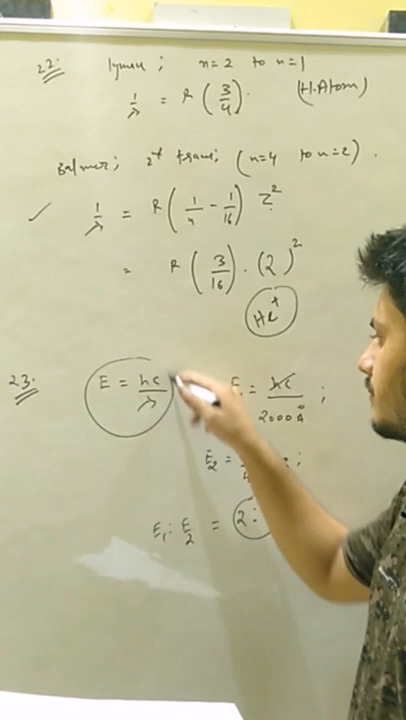 22. lyman ; n=2 to n=1
1/λ = R (3/4). (H.Atom)
Balmer; 2nd trans; (n=4 to n=2).
✓ 1/λ = R (1/4 - 1/16) Z²
= R (3/16) . (2)²
He⁺
23. E = hc/λ E₁ = hc/2000Å ;
E₂ = ;
E₁ : E₂ = 2: